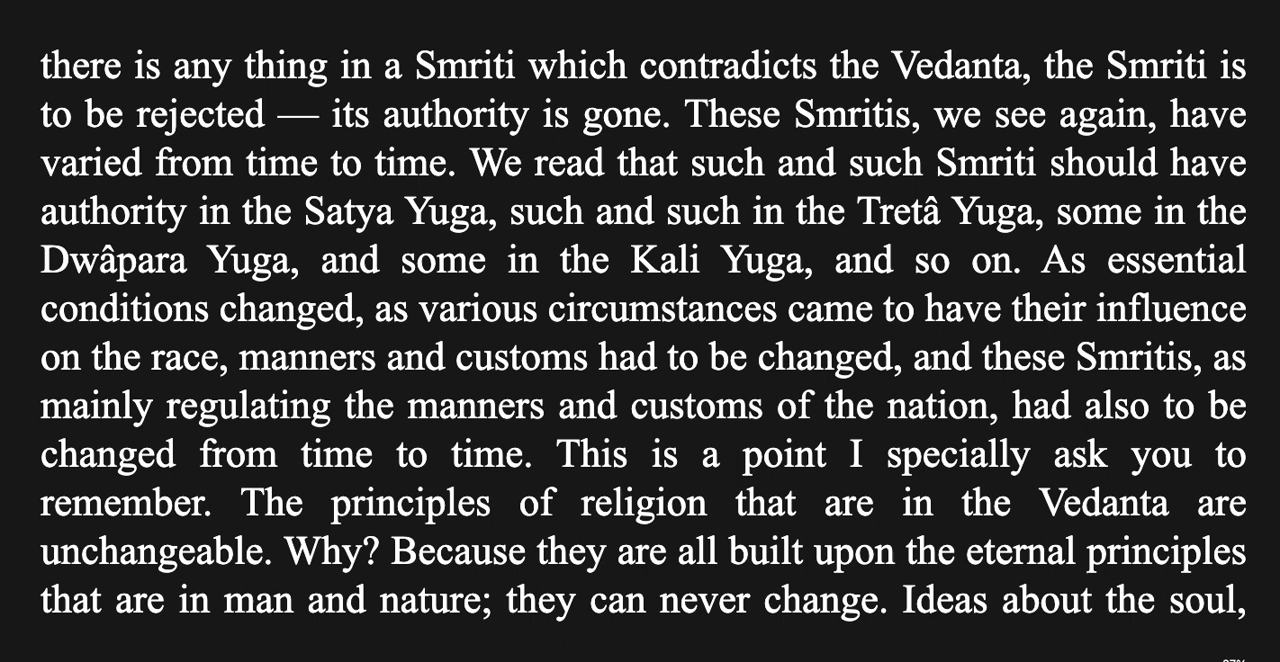 there is any thing in a Smriti which contradicts the Vedanta, the Smriti is
to be rejected — its authority is gone. These Smritis, we see again, have
varied from time to time. We read that such and such Smriti should have
authority in the Satya Yuga, such and such in the Tretâ Yuga, some in the
Dwâpara Yuga, and some in the Kali Yuga, and so on. As essential
conditions changed, as various circumstances came to have their influence
on the race, manners and customs had to be changed, and these Smritis, as
mainly regulating the manners and customs of the nation, had also to be
changed from time to time. This is a point I specially ask you to
remember. The principles of religion that are in the Vedanta are
unchangeable. Why? Because they are all built upon the eternal principles
that are in man and nature; they can never change. Ideas about the soul,